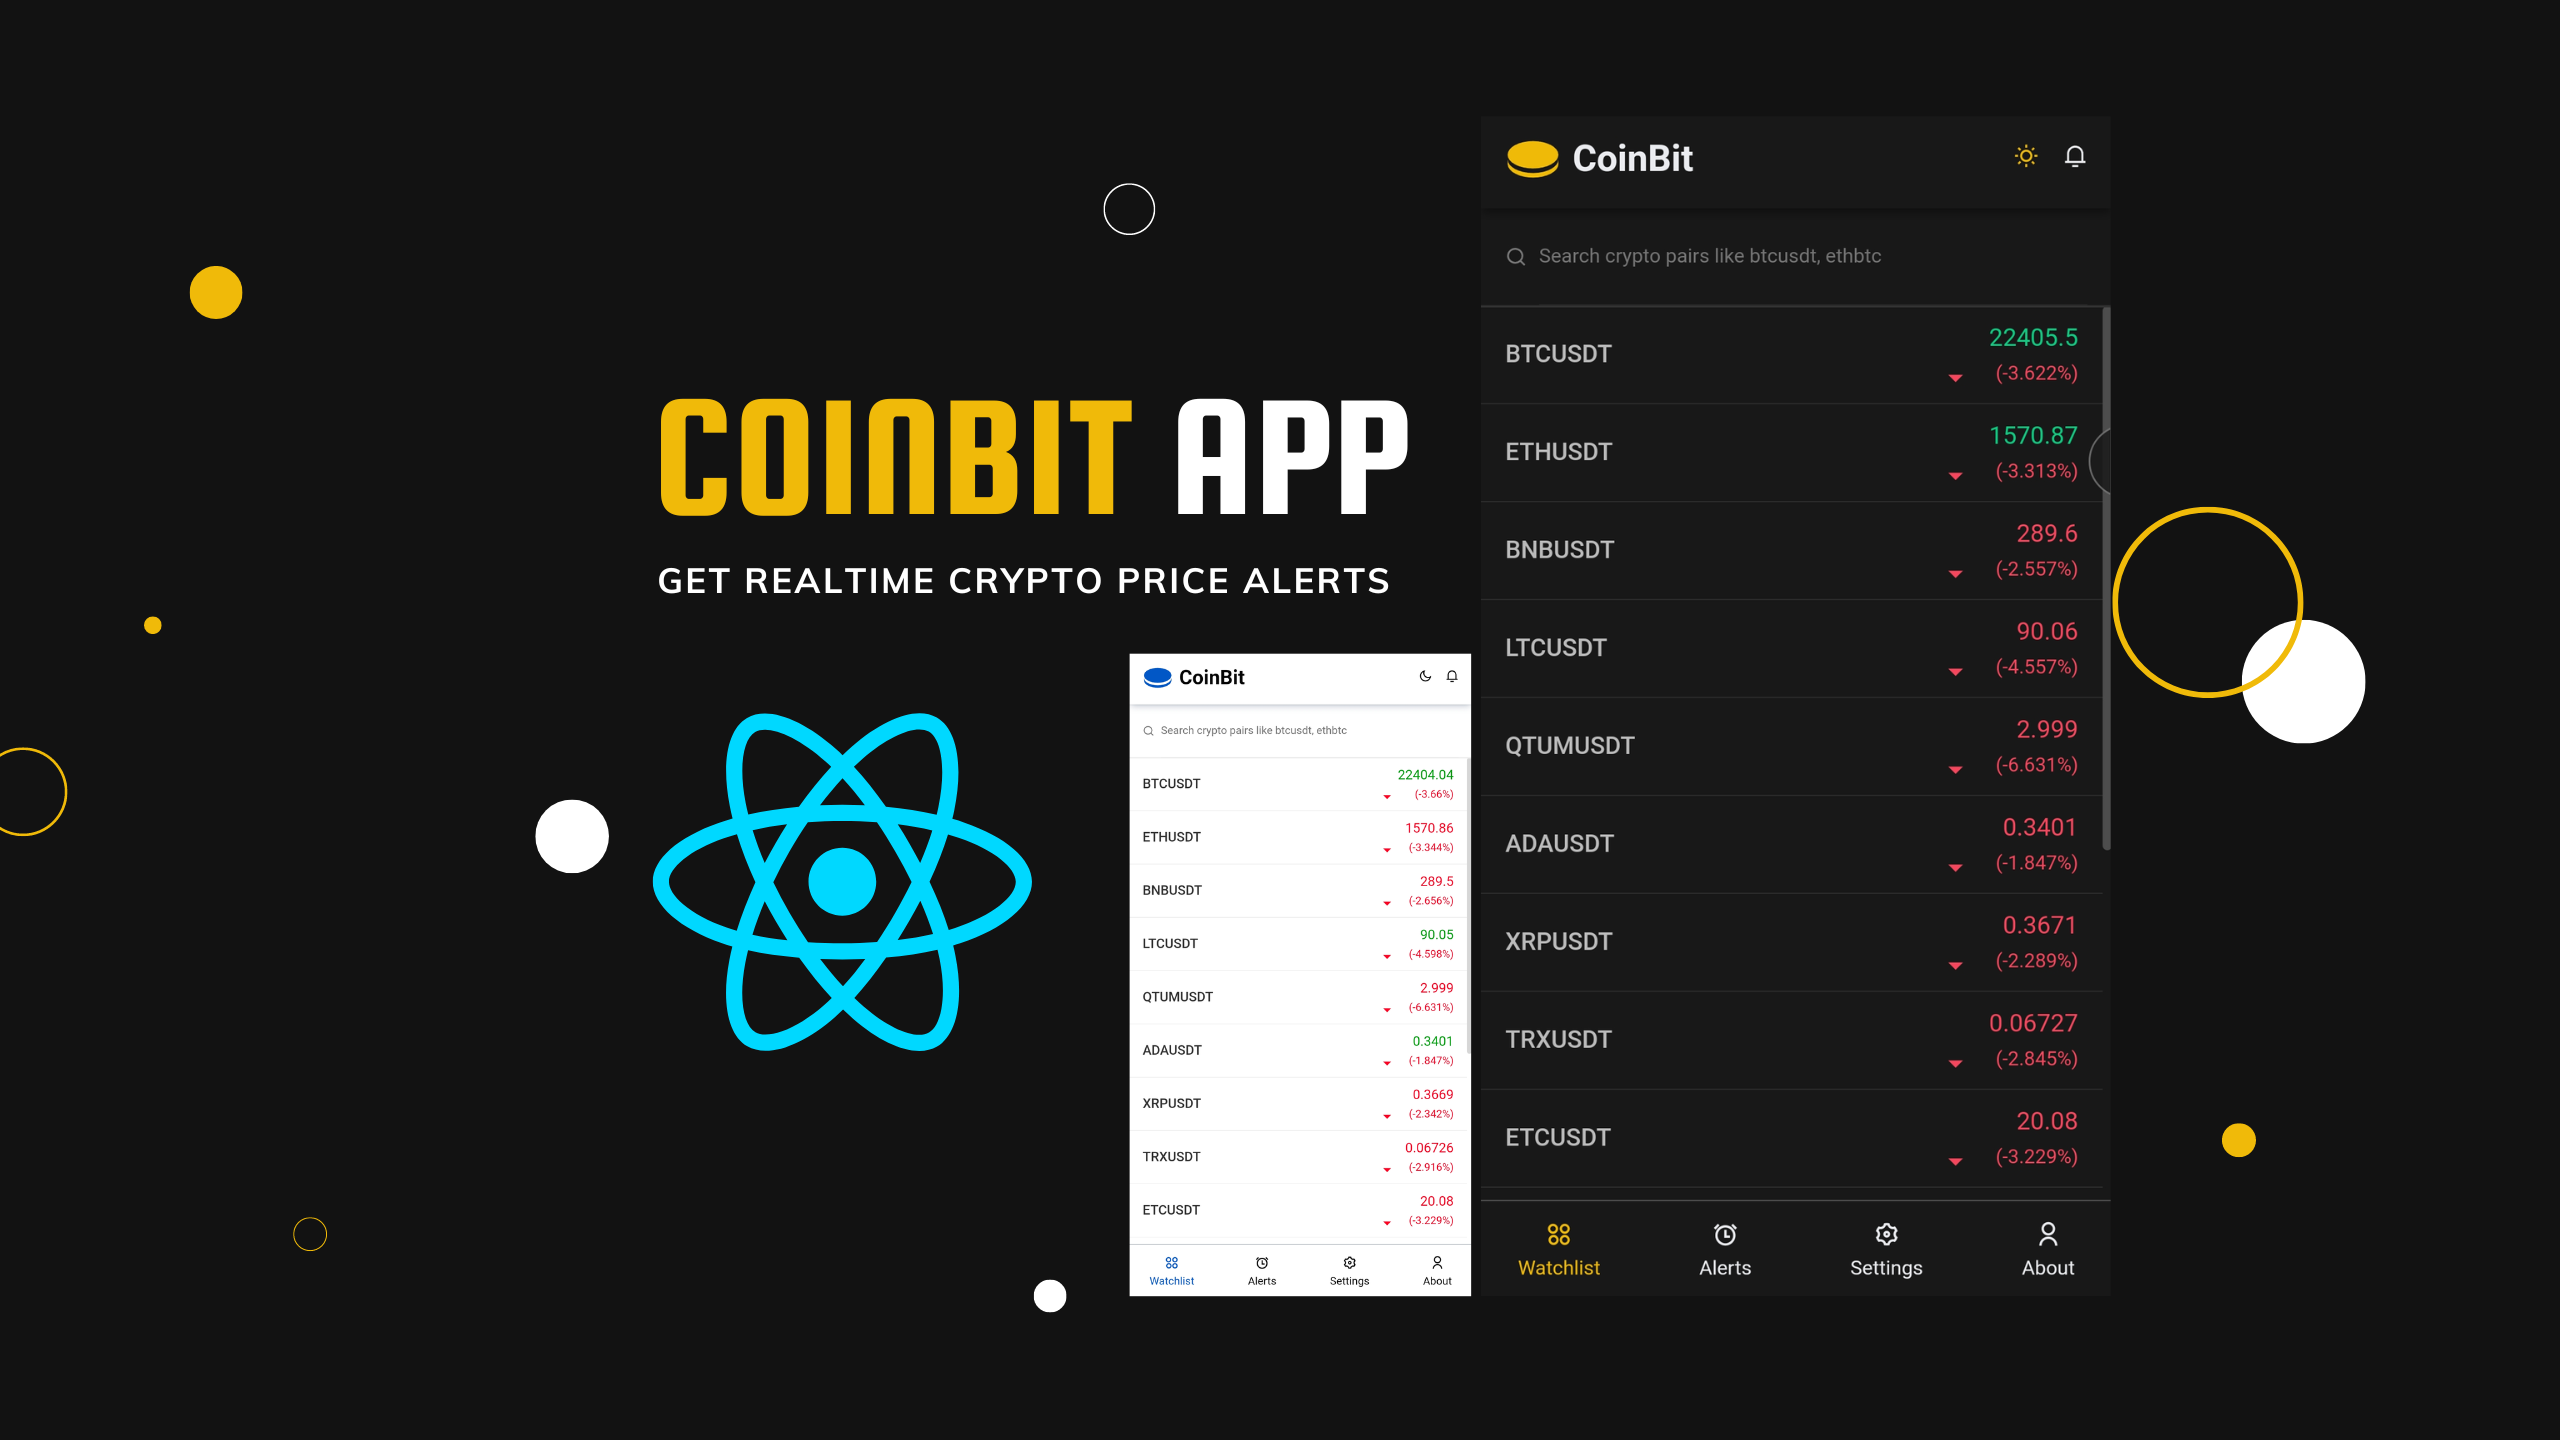 COINBIT APP
GET REALTIME CRYPTO PRICE ALERTS
CoinBit
Search crypto pairs like btcusdt, ethbtc
BTCUSDT
22404.04
(-3.66%)
ETHUSDT
1570.86
(-3.344%)
BNBUSDT
289.5
(-2.656%)
LTCUSDT
90.05
(-4.598%)
QTUMUSDT
2.999
(-6.631%)
ADAUSDT
0.3401
(-1.847%)
XRPUSDT
0.3669
(-2.342%)
TRXUSDT
0.06726
(-2.916%)
ETCUSDT
20.08
(-3.229%)
Watchlist Alerts Settings About
CoinBit
Search crypto pairs like btcusdt, ethbtc
BTCUSDT
22405.5
(-3.622%)
ETHUSDT
1570.87
(-3.313%)
BNBUSDT
289.6
(-2.557%)
LTCUSDT
90.06
(-4.557%)
QTUMUSDT
2.999
(-6.631%)
ADAUSDT
0.3401
(-1.847%)
XRPUSDT
0.3671
(-2.289%)
TRXUSDT
0.06727
(-2.845%)
ETCUSDT
20.08
(-3.229%)
Watchlist Alerts Settings About